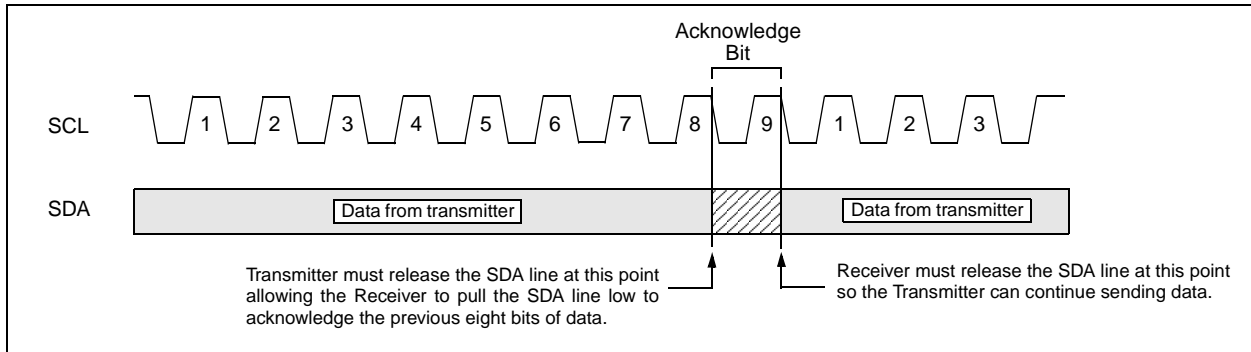 Acknowledge
Bit
SCL
1 2 3 4 5 6 7 8 9 1 2 3
SDA
Data from transmitter
Data from transmitter
Transmitter must release the SDA line at this point
allowing the Receiver to pull the SDA line low to
acknowledge the previous eight bits of data.
Receiver must release the SDA line at this point
so the Transmitter can continue sending data.